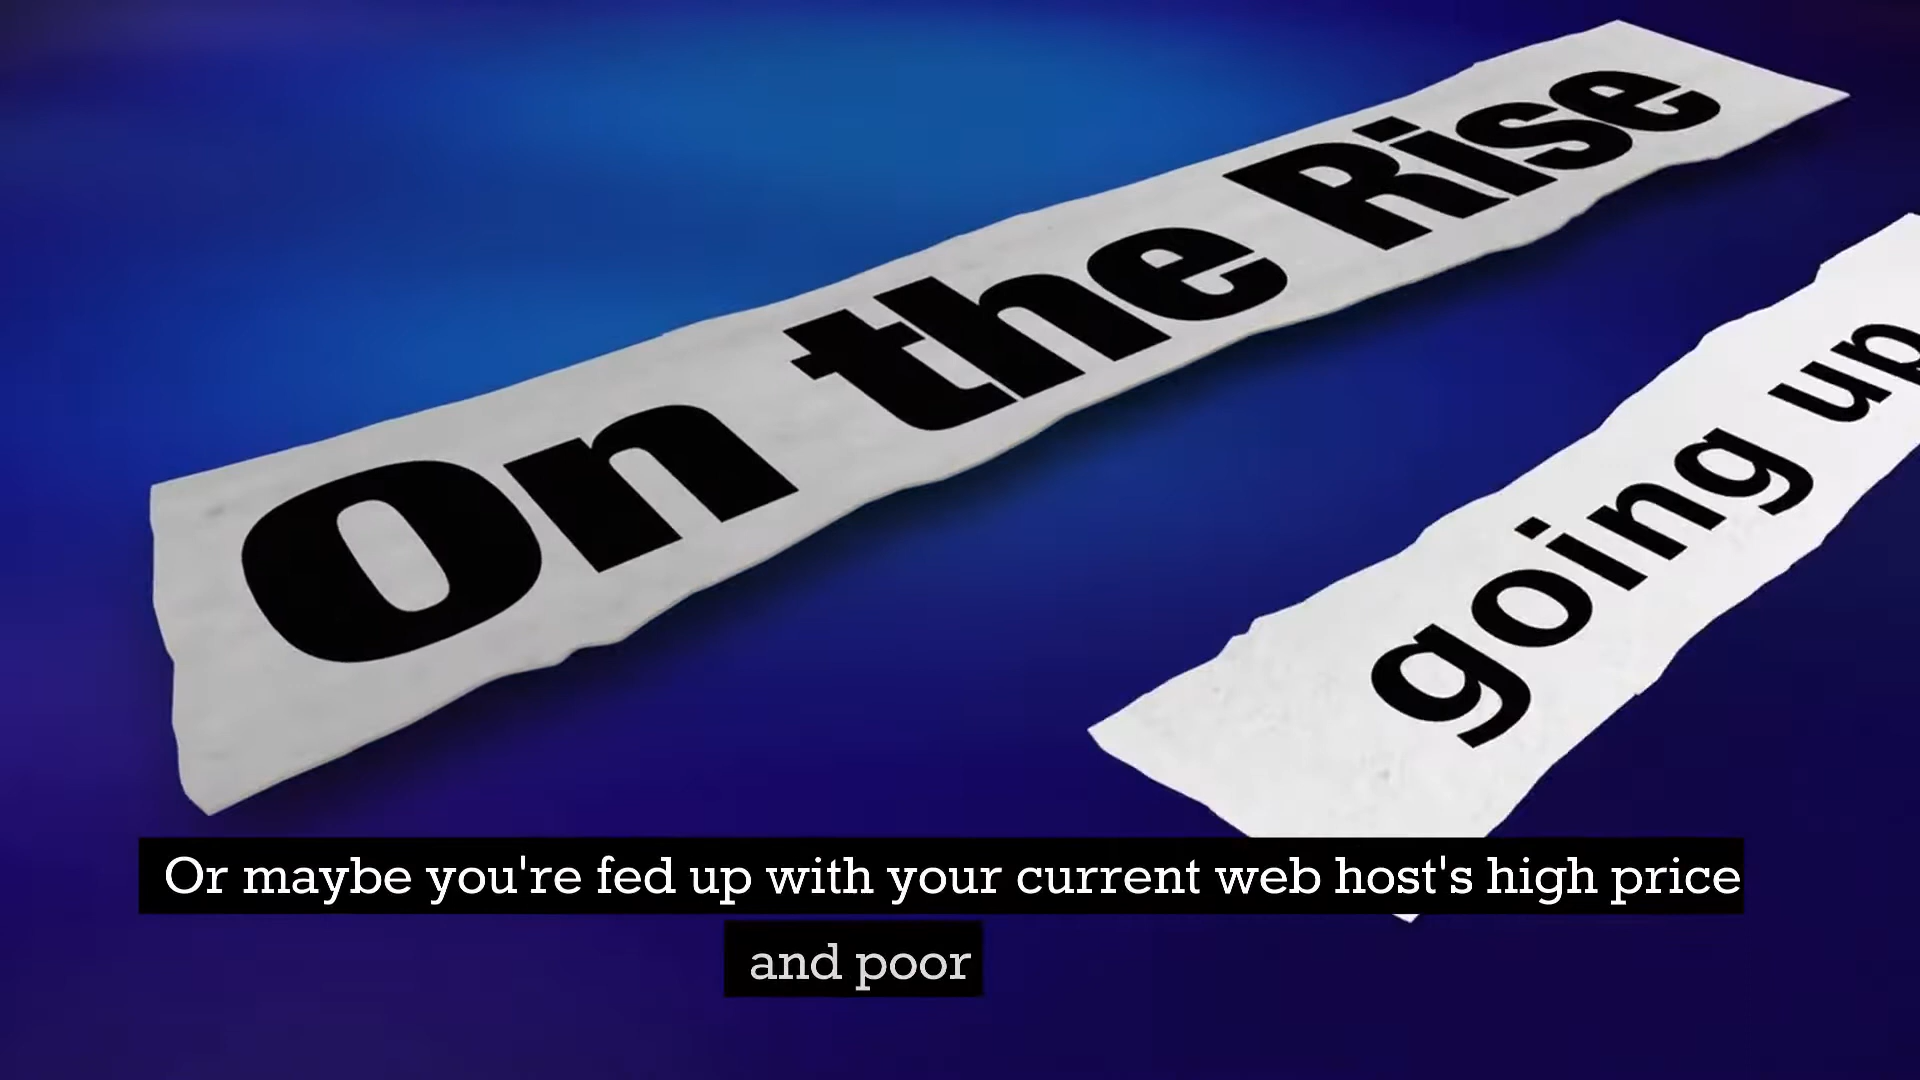 On the Rise
going up
Or maybe you're fed up with your current web host's high price
and poor